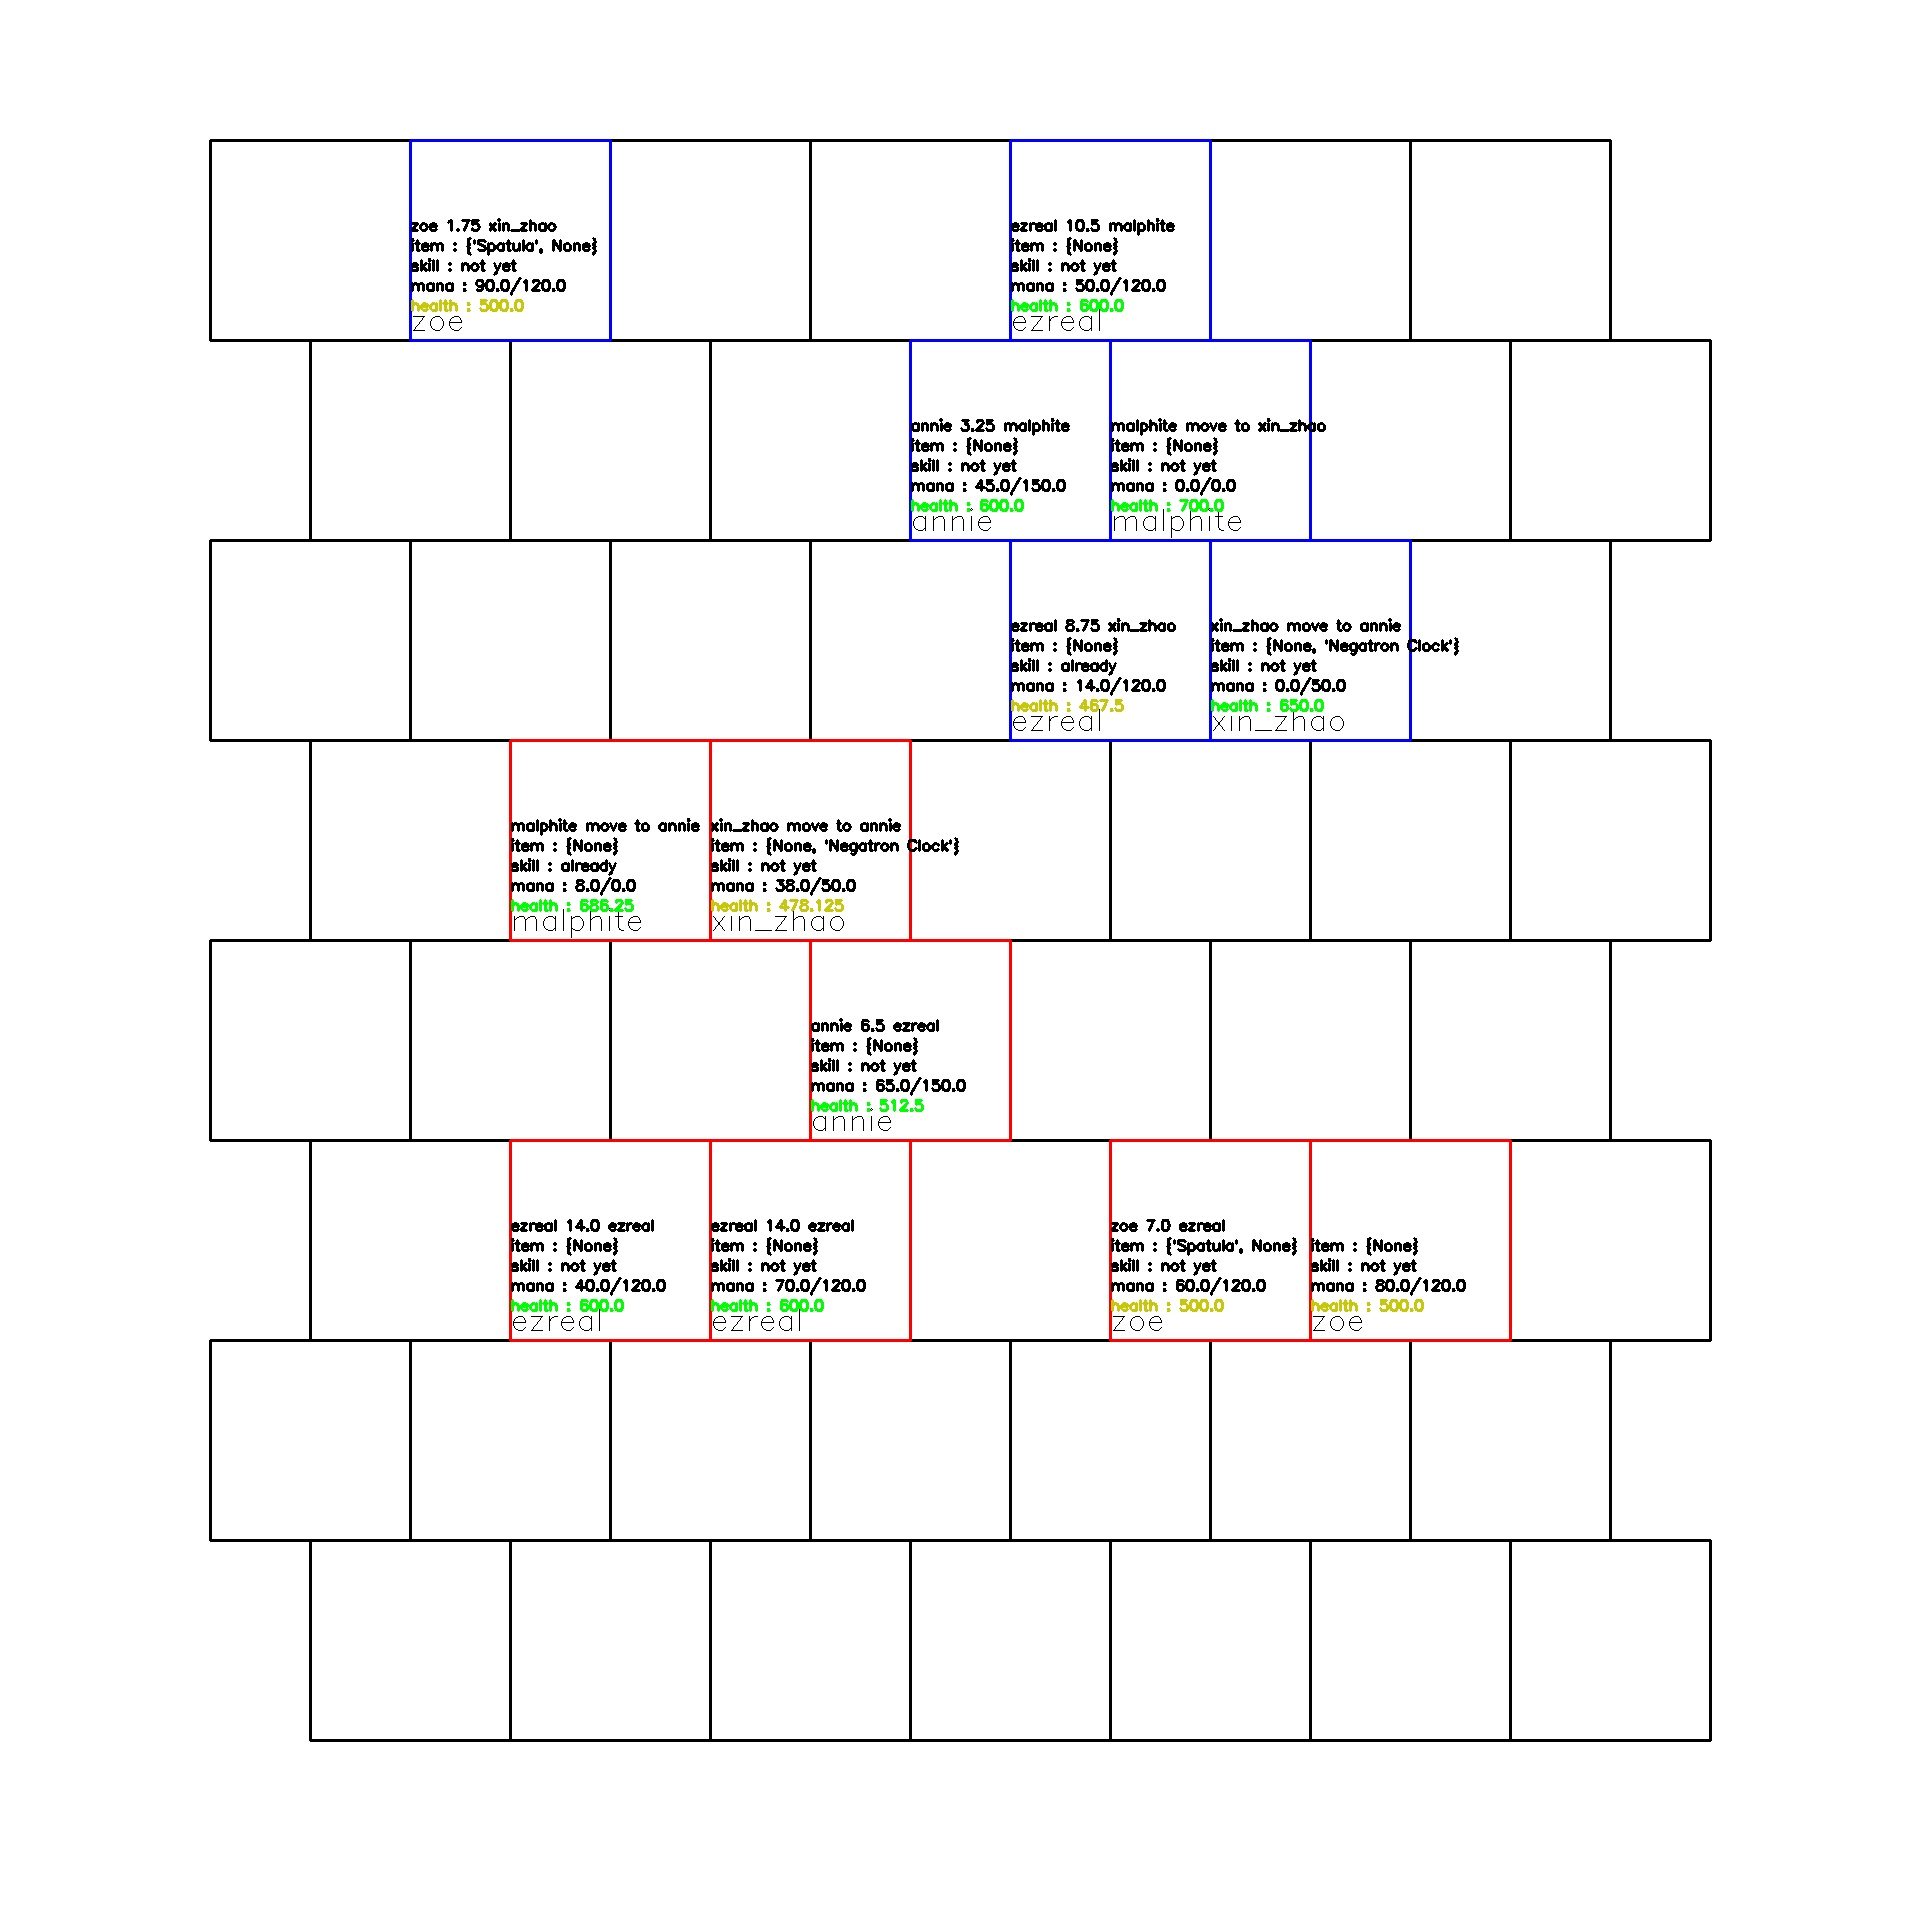 zoe 1.75 xin_zhao
item : {'Spatula', None}
skill : not yet
mana : 90.0/120.0
health : 500.0
zoe
ezreal 10.5 malphite
item : {None}
skill : not yet
mana : 50.0/120.0
health : 600.0
ezreal
annie 3.25 malphite
item : {None}
skill : not yet
mana : 45.0/150.0
health : 600.0
annie
malphite move to xin_zhao
item : {None}
skill : not yet
mana : 0.0/0.0
health : 700.0
malphite
ezreal 8.75 xin_zhao
item : {None}
skill : already
mana : 14.0/120.0
health : 467.5
ezreal
xin_zhao move to annie
item : {None, 'Negatron Clock'}
skill : not yet
mana : 0.0/50.0
health : 650.0
xin_zhao
malphite move to annie
item : {None}
skill : already
mana : 8.0/0.0
health : 686.25
malphite
xin_zhao move to annie
item : {None, 'Negatron Clock'}
skill : not yet
mana : 38.0/50.0
health : 478.125
xin_zhao
annie 6.5 ezreal
item : {None}
skill : not yet
mana : 65.0/150.0
health : 512.5
annie
ezreal 14.0 ezreal
item : {None}
skill : not yet
mana : 40.0/120.0
health : 600.0
ezreal
ezreal 14.0 ezreal
item : {None}
skill : not yet
mana : 70.0/120.0
health : 600.0
ezreal
zoe 7.0 ezreal
item : {'Spatula', None}
skill : not yet
mana : 60.0/120.0
health : 500.0
zoe
item : {None}
skill : not yet
mana : 80.0/120.0
health : 500.0
zoe